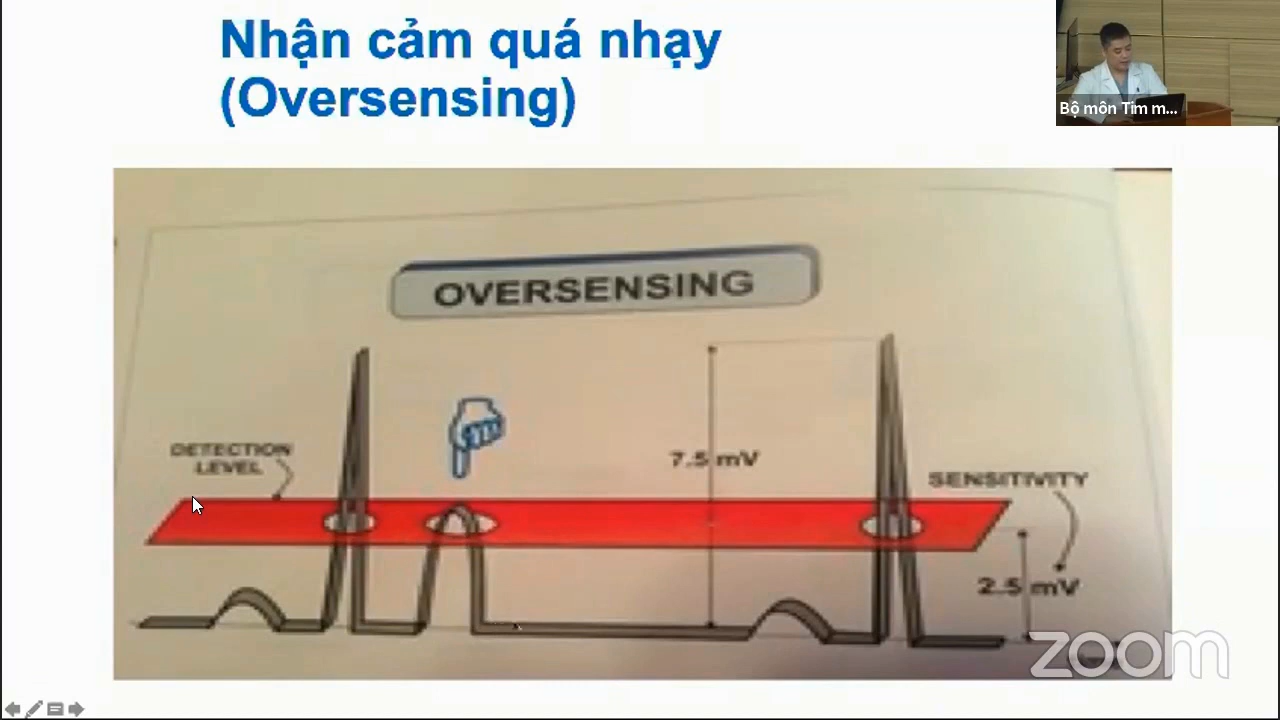 Nhận cảm quá nhạy
(Oversensing)
Bộ môn Tim m...
OVERSENSING
DETECTION
LEVEL
7.5 mV
SENSITIVITY
2.5 mV
zoom